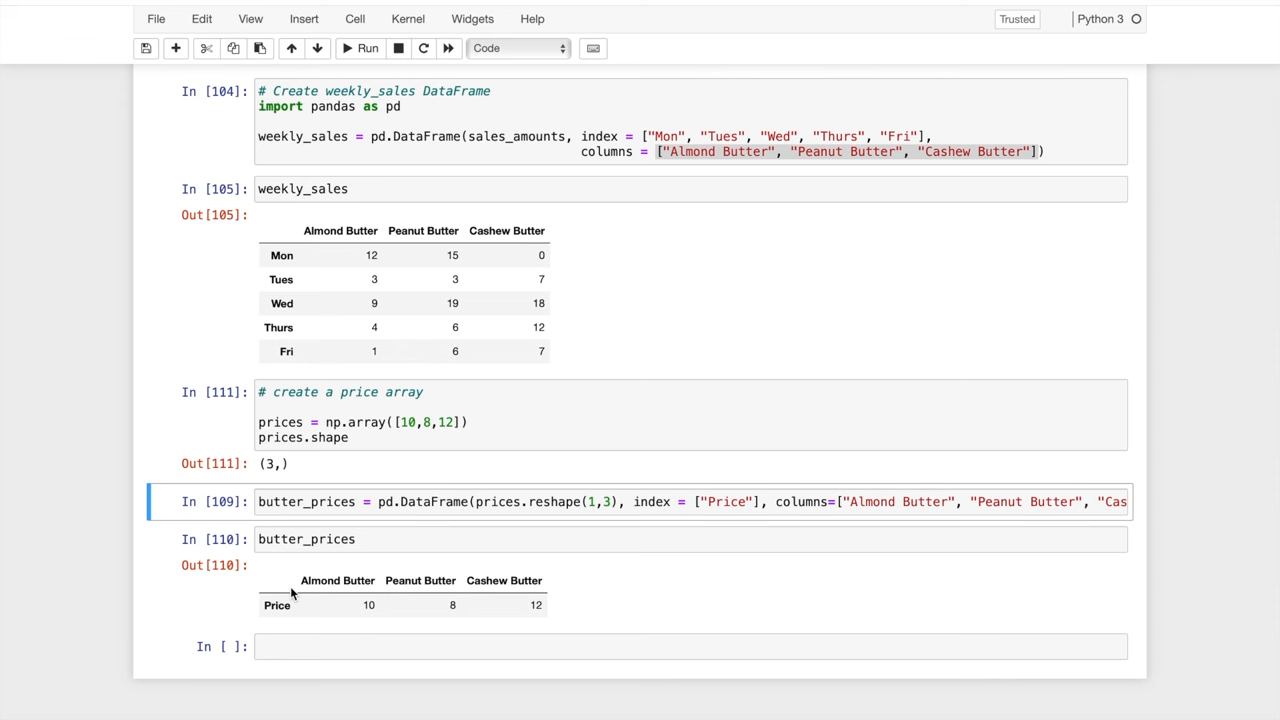 File Edit View Insert Cell Kernel Widgets Help Trusted Python 3
Run Code
In [104]: # Create weekly_sales DataFrame
import pandas as pd
weekly_sales = pd.DataFrame(sales_amounts, index = ["Mon", "Tues", "Wed", "Thurs", "Fri"],
columns = ["Almond Butter", "Peanut Butter", "Cashew Butter"])
In [105]: weekly_sales
Out[105]:
Almond Butter Peanut Butter Cashew Butter
Mon 12 15 0
Tues 3 3 7
Wed 9 19 18
Thurs 4 6 12
Fri 1 6 7
In [111]: # create a price array
prices = np.array([10,8,12])
prices.shape
Out[111]: (3,)
In [109]: butter_prices = pd.DataFrame(prices.reshape(1,3), index = ["Price"], columns=["Almond Butter", "Peanut Butter", "Cas
In [110]: butter_prices
Out[110]:
Almond Butter Peanut Butter Cashew Butter
Price 10 8 12
In [ ]: